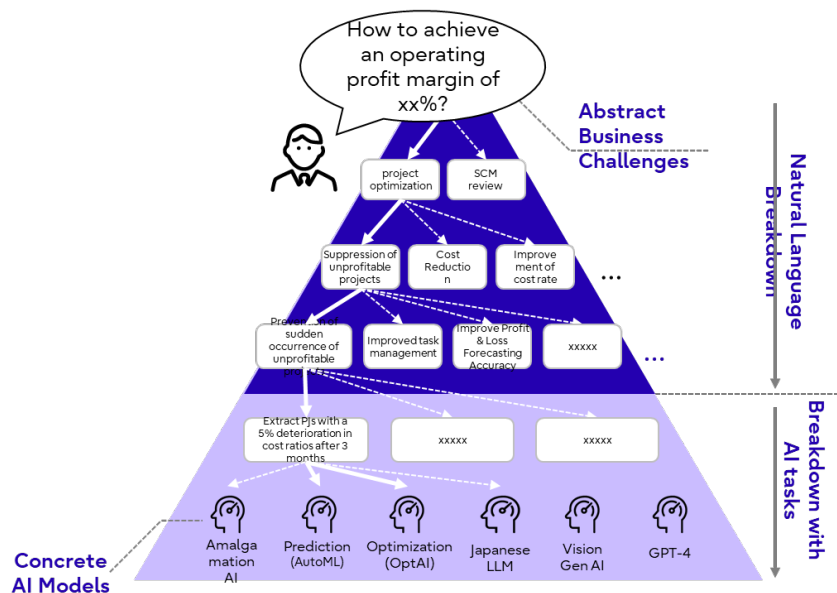 How to achieve
an operating
profit margin of
xx%?
Abstract
Business
Challenges
project
optimization
SCM
review
Natural Language
Breakdown
Suppression of
unprofitable
projects
Cost
Reductio
n
Improve
ment of
cost rate
...
Prevention of
sudden
occurrence of
unprofitable
Improved task
management
Improve Profit
& Loss
Forecasting
Accuracy
xxxxx
...
Breakdown with
AI tasks
Extract PJs with a
5% deterioration in
cost ratios after 3
months
xxxxx
xxxxx
Amalga
mation
AI
Prediction
(AutoML)
Optimization
(OptAI)
Japanese
LLM
Vision
Gen AI
GPT-4
Concrete
AI Models